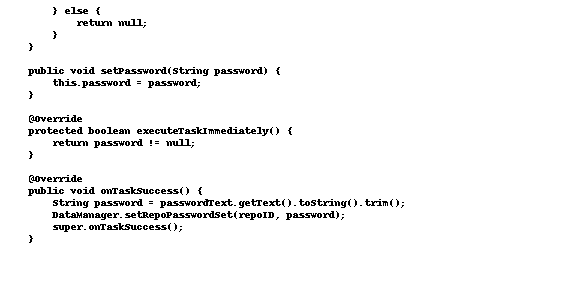 } else {
return null;
}
}
public void setPassword(String password) {
this.password = password;
}
@Override
protected boolean executeTaskImmediately() {
return password != null;
}
@Override
public void onTaskSuccess() {
String password = passwordText.getText().toString().trim();
DataManager.setRepoPasswordSet(repoID, password);
super.onTaskSuccess();
}